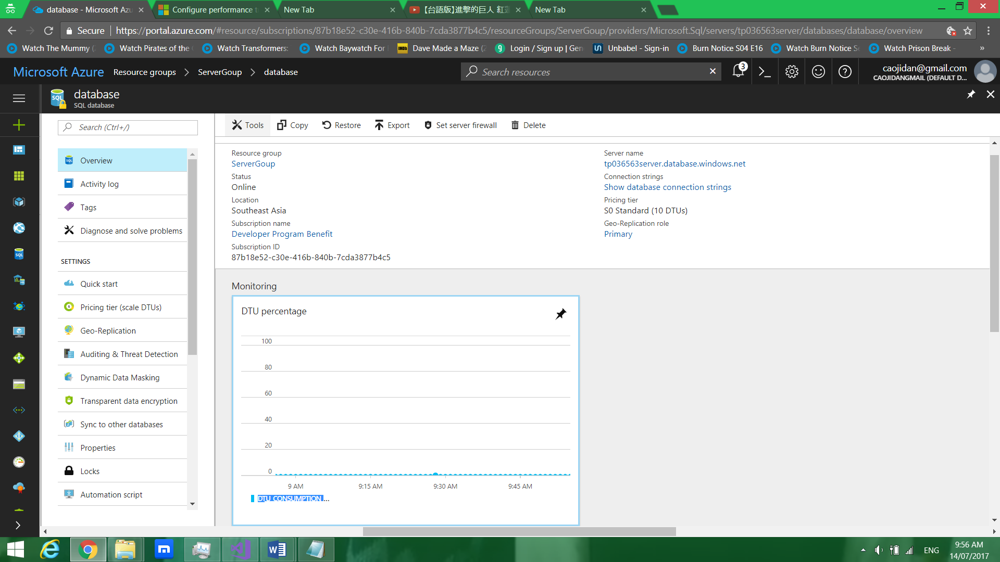 database - Microsoft Azu
Configure performance t
New Tab
【台語版】進擊的巨人 紅蓮
New Tab
Secure
https://portal.azure.com/#resource/subscriptions/87b18e52-c30e-416b-840b-7cda3877b4c5/resourceGroups/ServerGoup/providers/Microsoft.Sql/servers/tp036563server/databases/database/overview
Watch The Mummy (
Watch Pirates of the
Watch Transformers:
Watch Baywatch For
IMDb
Dave Made a Maze (2
Login / Sign up | Gen
Unbabel - Sign-in
Burn Notice S04 E16
Watch Burn Notice S
Watch Prison Break -
»
Microsoft Azure
Resource groups
ServerGoup
database
Search resources
3
caojidan@gmail.com
CAOJIDANGMAIL (DEFAULT D...
SQL
database
SQL database
Search (Ctrl+/)
Tools
Copy
Restore
Export
Set server firewall
Delete
Overview
Activity log
Tags
Diagnose and solve problems
SETTINGS
Quick start
Pricing tier (scale DTUs)
Geo-Replication
Auditing & Threat Detection
Dynamic Data Masking
Transparent data encryption
Sync to other databases
Properties
Locks
Automation script
Resource group
ServerGoup
Status
Online
Location
Southeast Asia
Subscription name
Developer Program Benefit
Subscription ID
87b18e52-c30e-416b-840b-7cda3877b4c5
Server name
tp036563server.database.windows.net
Connection strings
Show database connection strings
Pricing tier
S0 Standard (10 DTUs)
Geo-Replication role
Primary
Monitoring
DTU percentage
100
80
60
40
20
0
9 AM
9:15 AM
9:30 AM
9:45 AM
DTU_CONSUMPTION_...
ENG
9:56 AM
14/07/2017